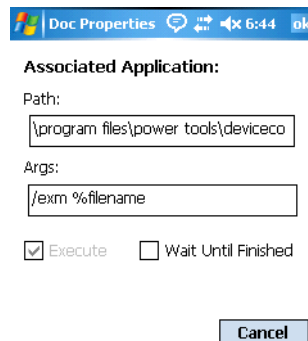 Doc Properties 6:44 ok
Associated Application:
Path:
\program files\power tools\deviceco
Args:
/exm %filename
Execute Wait Until Finished
Cancel